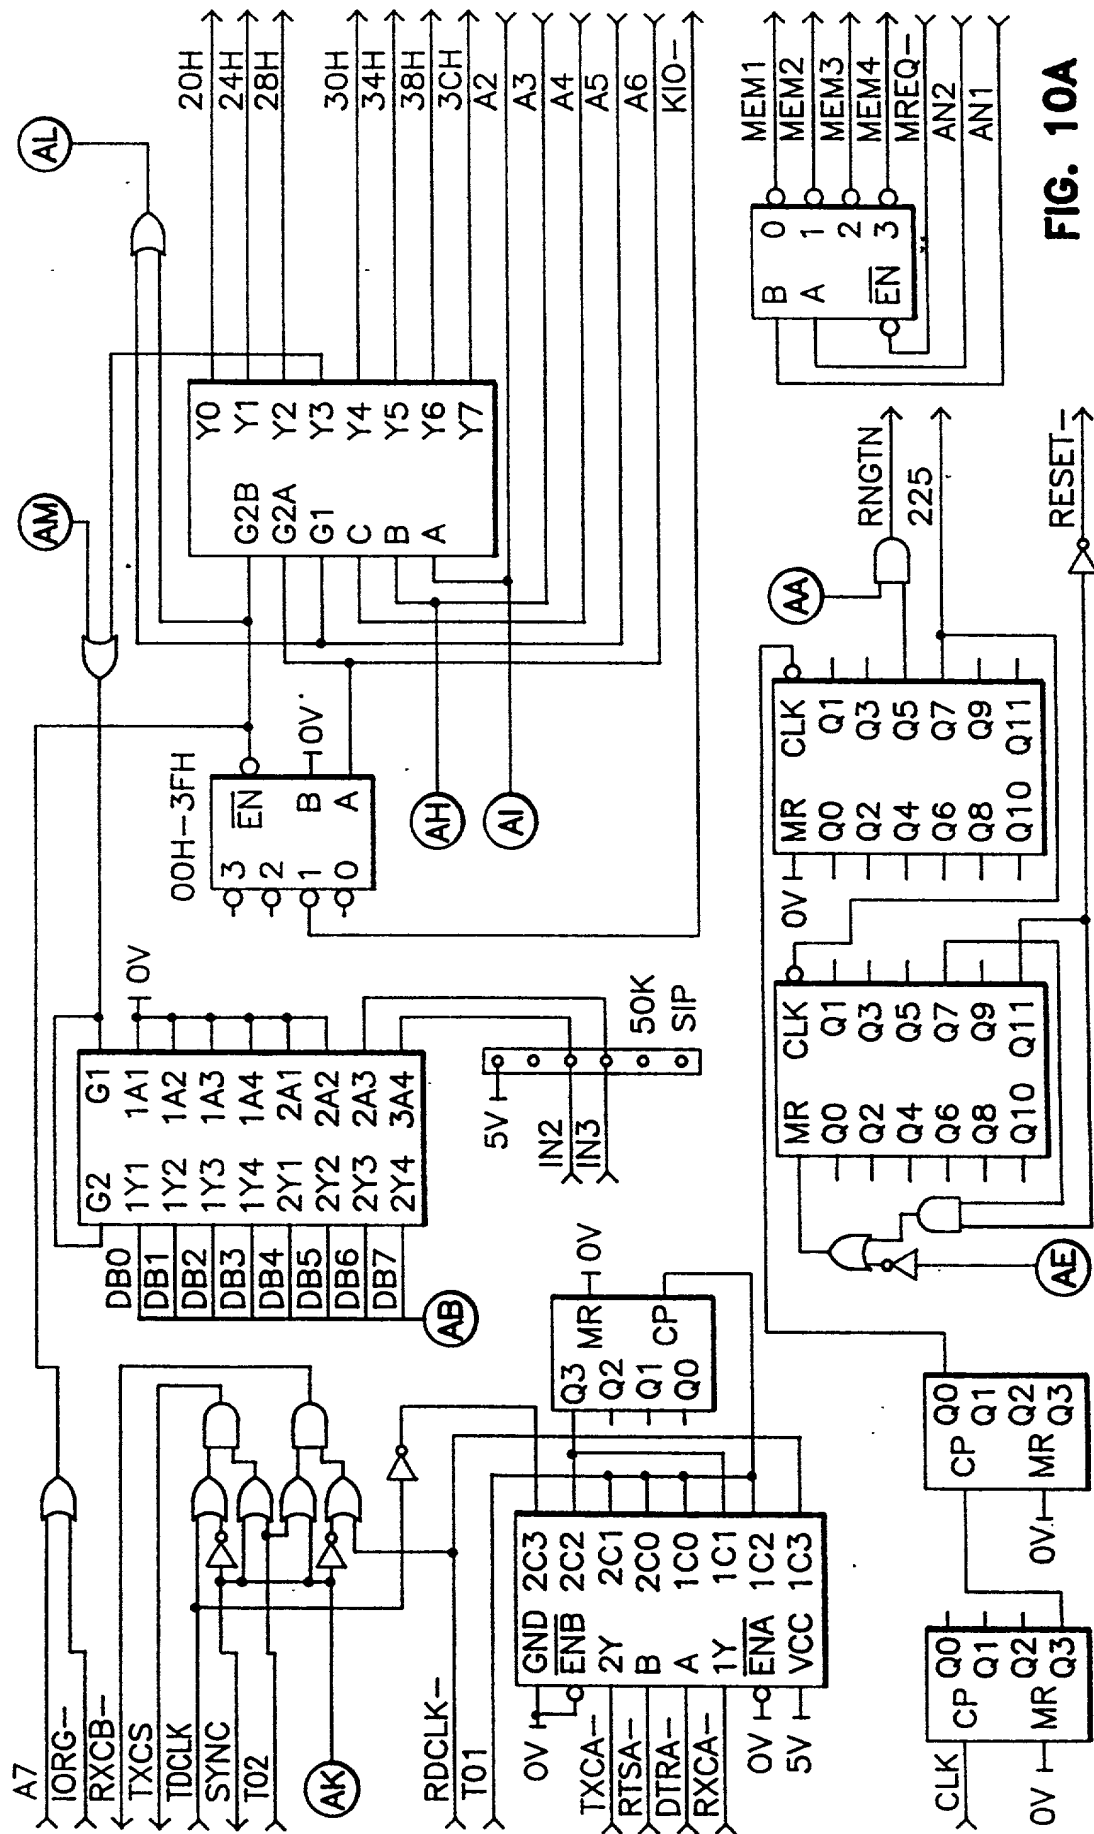 A7
IORG-
RXCB-
TXCS
TDCLK
SYNC
T02
AK
RDCLK-
T01
0V
TXCA-
RTSA-
DTRA-
RXCA-
0V
5V
GND 2C3
ENB 2C2
2Y 2C1
B 2C0
A 1C0
1Y 1C1
ENA 1C2
VCC 1C3
Q3 MR 0V
Q2
Q1 CP
Q0
CLK
0V
CP Q0
Q1
Q2
MR Q3
0V
CP Q0
Q1
Q2
MR Q3
G2 G1
1Y1 1A1
1Y2 1A2
1Y3 1A3
1Y4 1A4
2Y1 2A1
2Y2 2A2
2Y3 2A3
2Y4 3A4
0V
DB0
DB1
DB2
DB3
DB4
DB5
DB6
DB7
AB
5V
IN2
IN3
50K
SIP
AE
MR CLK
Q0 Q1
Q2 Q3
Q4 Q5
Q6 Q7
Q8 Q9
Q10 Q11
0V
MR CLK
Q0 Q1
Q2 Q3
Q4 Q5
Q6 Q7
Q8 Q9
Q10 Q11
AA
RNGTN
225
RESET-
00H-3FH
3 EN
2
1 B
0 A
0V
AH
AI
AM
AL
G2B Y0
G2A Y1
G1 Y2
C Y3
B Y4
A Y5
Y6
Y7
20H
24H
28H
30H
34H
38H
3CH
A2
A3
A4
A5
A6
KIO-
B 0
A 1
2
EN 3
MEM1
MEM2
MEM3
MEM4
MREQ-
AN2
AN1
FIG. 10A